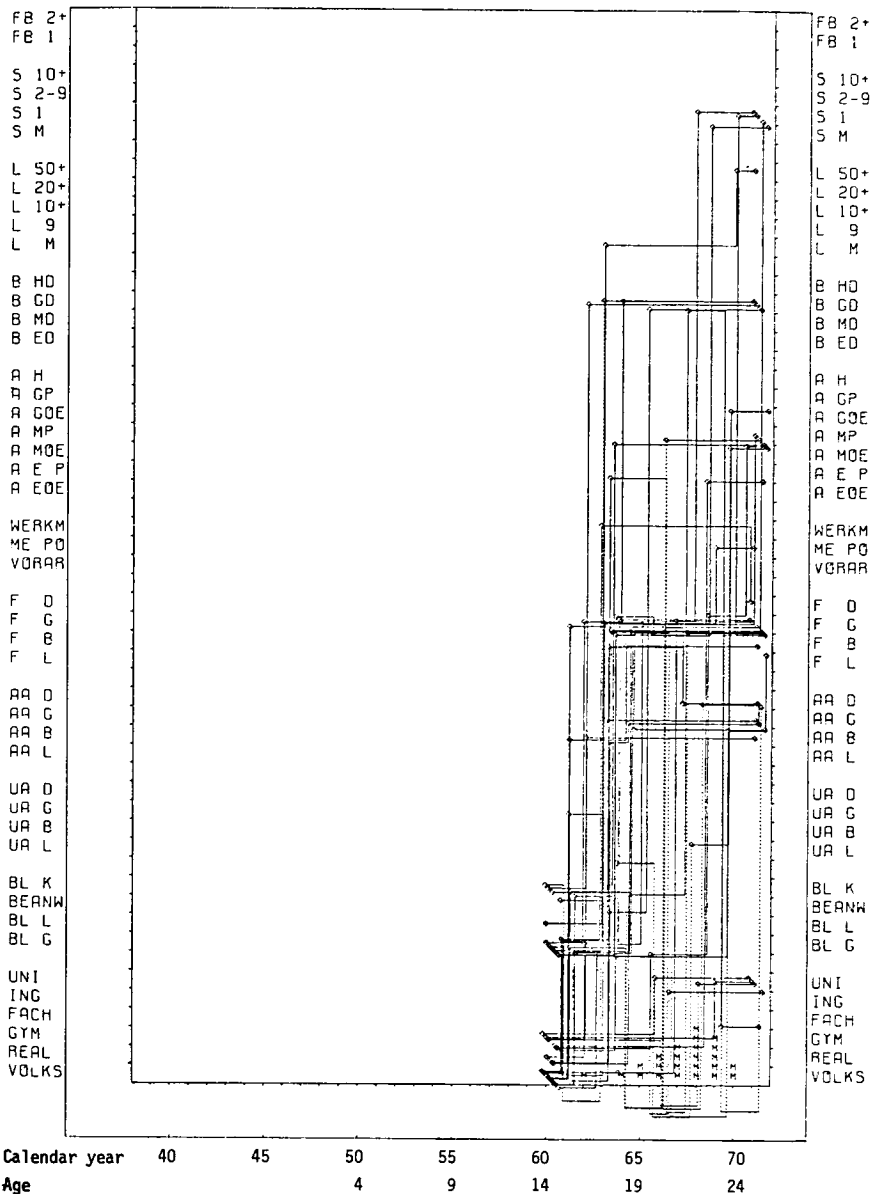 FB 2+ FB 2+
FB 1 FB 1
S 10+ S 10+
S 2-9 S 2-9
S 1 S 1
S M S M
L 50+ L 50+
L 20+ L 20+
L 10+ L 10+
L 9 L 9
L M L M
B HD B HD
B GD B GD
B MD B MD
B ED B ED
A H A H
A GP A GP
A GOE A GOE
A MP A MP
A MOE A MOE
A E P A E P
A EOE A EOE
WERKM WERKM
ME PO ME PO
VORAR VORAR
F D F D
F G F G
F B F B
F L F L
AA D AA D
AA G AA G
AA B AA B
AA L AA L
UA D UA D
UA G UA G
UA B UA B
UA L UA L
BL K BL K
BERNW BERNW
BL L BL L
BL G BL G
UNI UNI
ING ING
FACH FACH
GYM GYM
REAL REAL
VOLKS VOLKS
Calendar year 40 45 50 55 60 65 70
Age 4 9 14 19 24